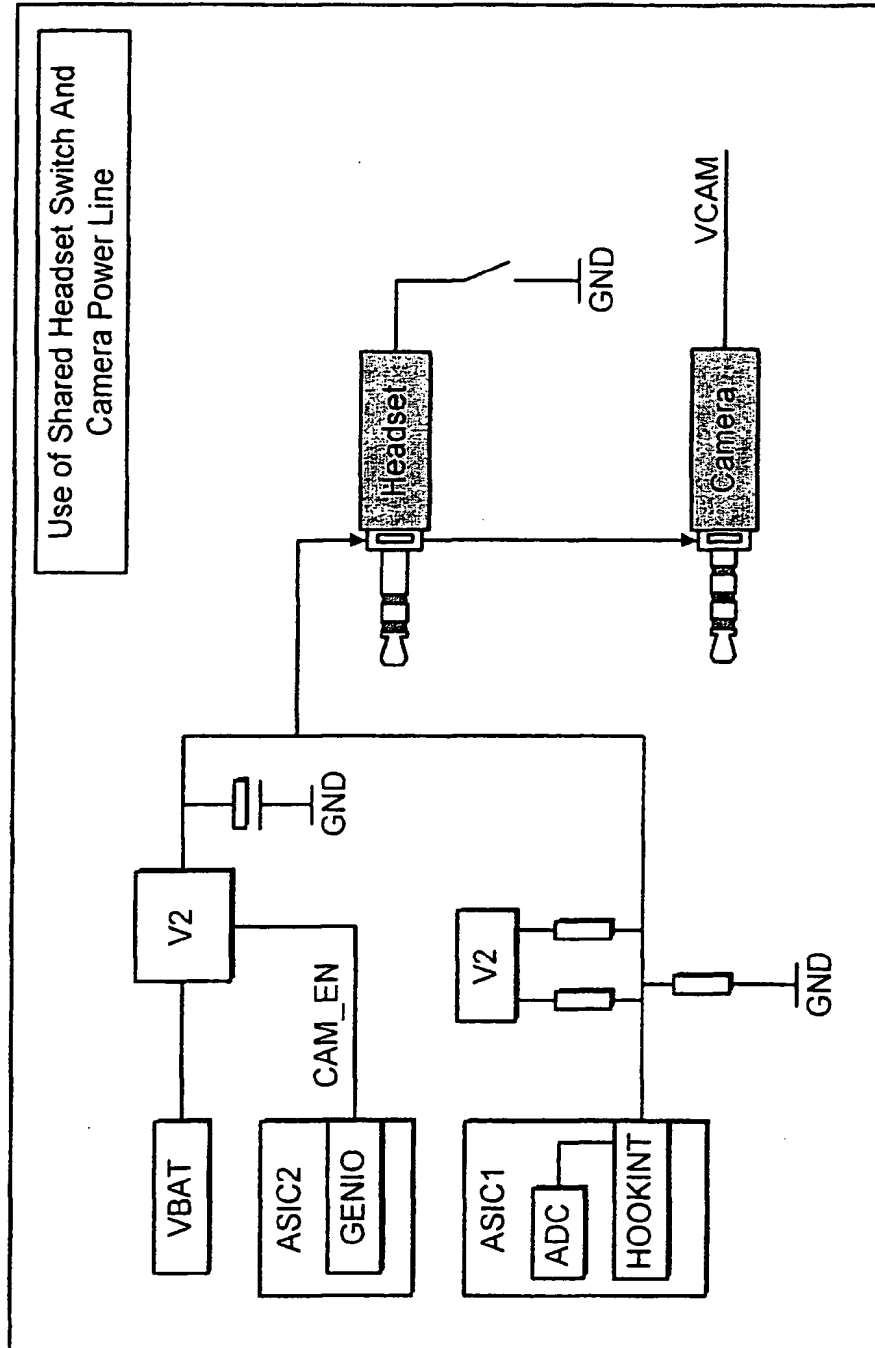 Use of Shared Headset Switch And
Camera Power Line
VBAT
V2
GND
ASIC2
GENIO
CAM_EN
Headset
GND
ASIC1
ADC
HOOKINT
V2
GND
Camera
VCAM